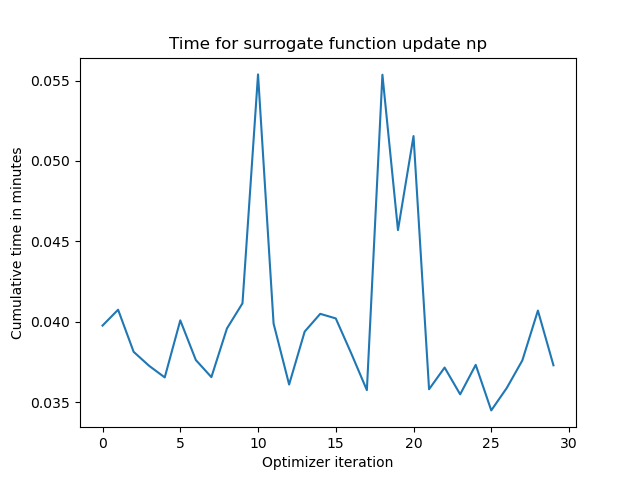 Time for surrogate function update np
Cumulative time in minutes
0.055
0.050
0.045
0.040
0.035
0 5 10 15 20 25 30
Optimizer iteration